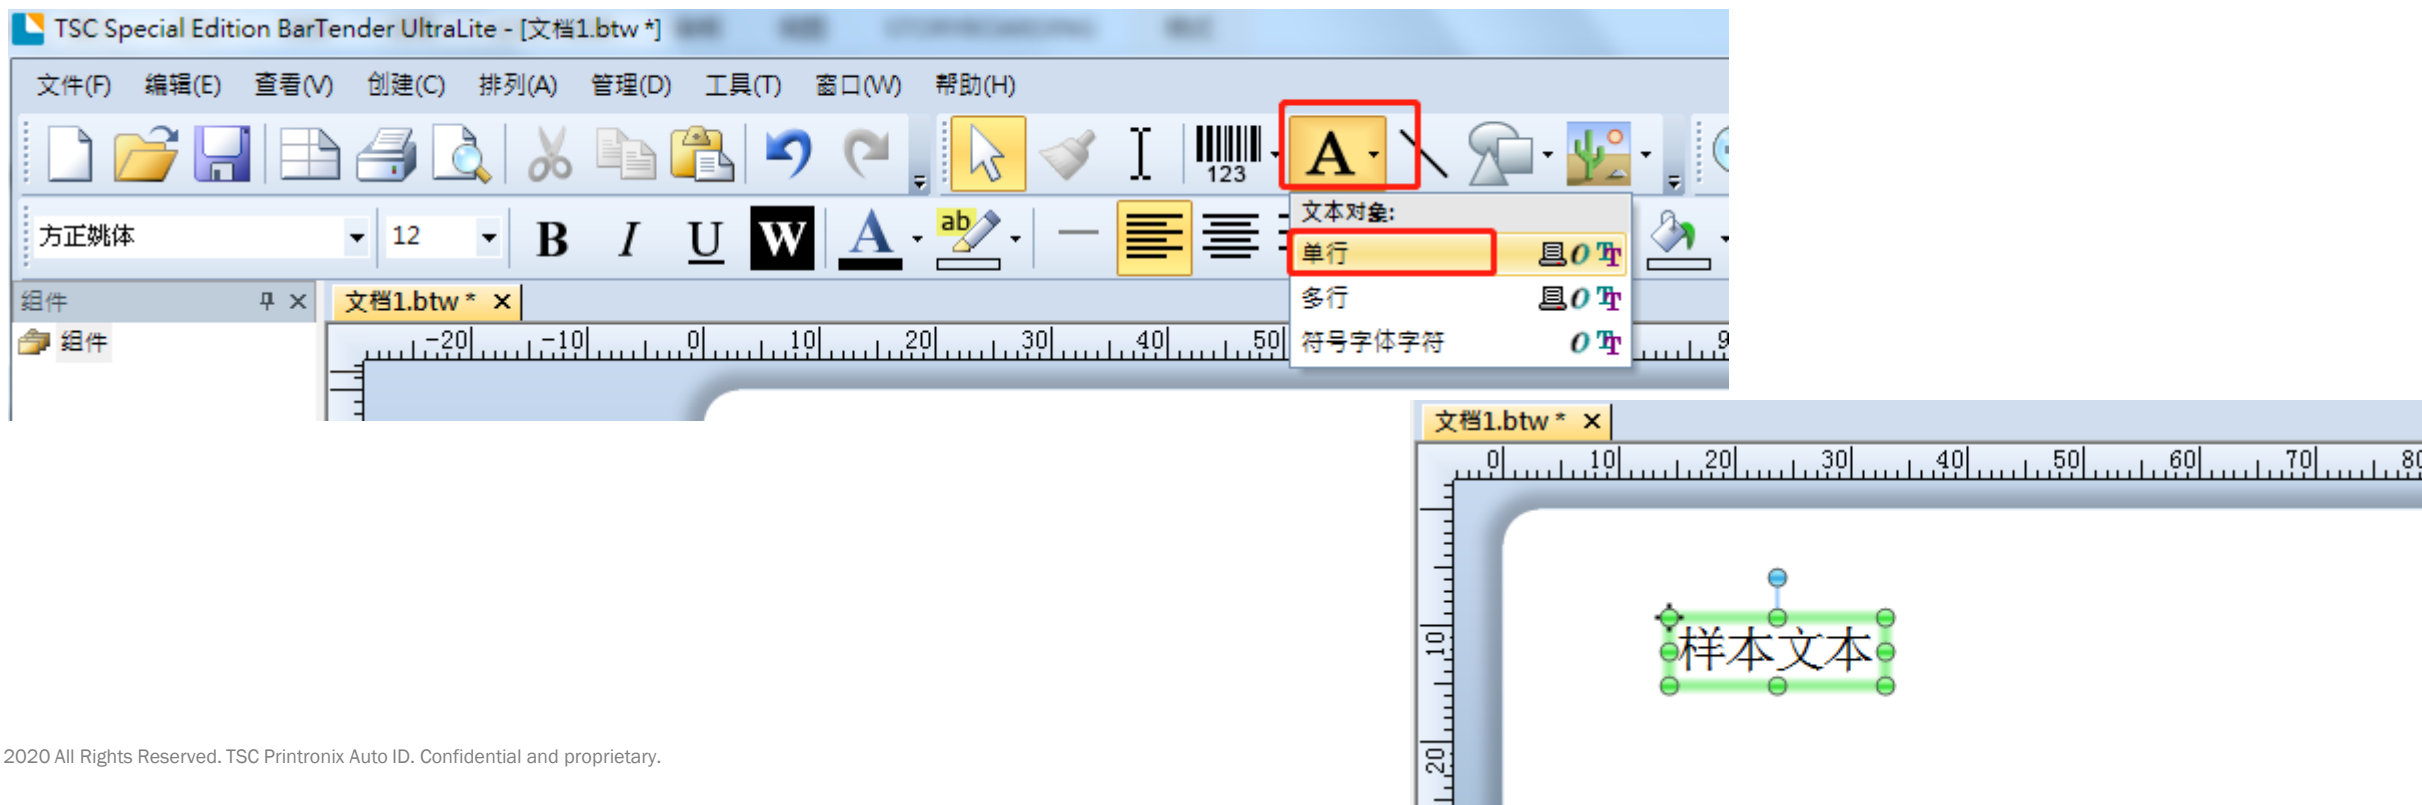 TSC Special Edition BarTender UltraLite - [文档1.btw *]
文件(F) 编辑(E) 查看(V) 创建(C) 排列(A) 管理(D) 工具(T) 窗口(W) 帮助(H)
123 A
方正姚体 12 B I U W A ab
文本对象:
单行
多行
符号字体字符
组件 文档1.btw *
组件
-20 -10 0 10 20 30 40 50 9
文档1.btw *
0 10 20 30 40 50 60 70 80
样本文本
10
20
2020 All Rights Reserved. TSC Printronix Auto ID. Confidential and proprietary.